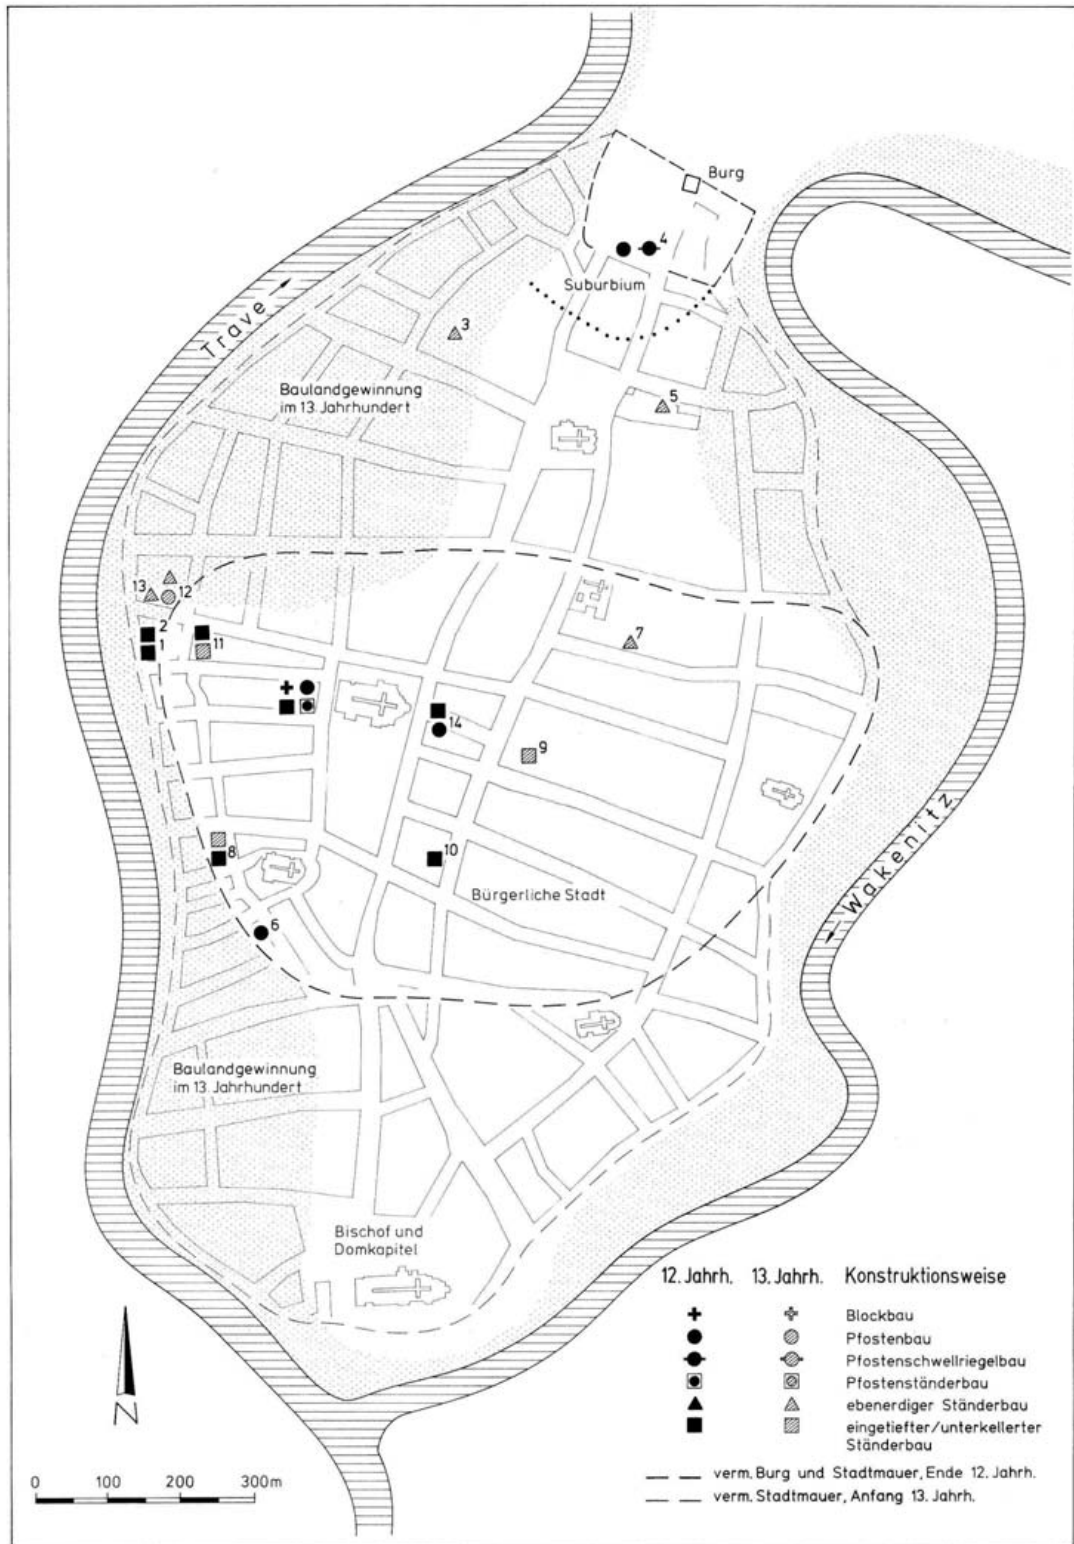 Burg
4
Suburbium
Trave
3
Baulandgewinnung
im 13. Jahrhundert
5
13
12
2
1
11
7
14
9
8
10
Bürgerliche Stadt
Wakenitz
6
Baulandgewinnung
im 13. Jahrhundert
Bischof und
Domkapitel
12. Jahrh. 13. Jahrh. Konstruktionsweise
Blockbau
Pfostenbau
Pfostenschwellriegelbau
Pfostenständerbau
ebenerdiger Ständerbau
eingetiefter/unterkellerter
Ständerbau
verm. Burg und Stadtmauer, Ende 12. Jahrh.
verm. Stadtmauer, Anfang 13. Jahrh.
N
0 100 200 300m